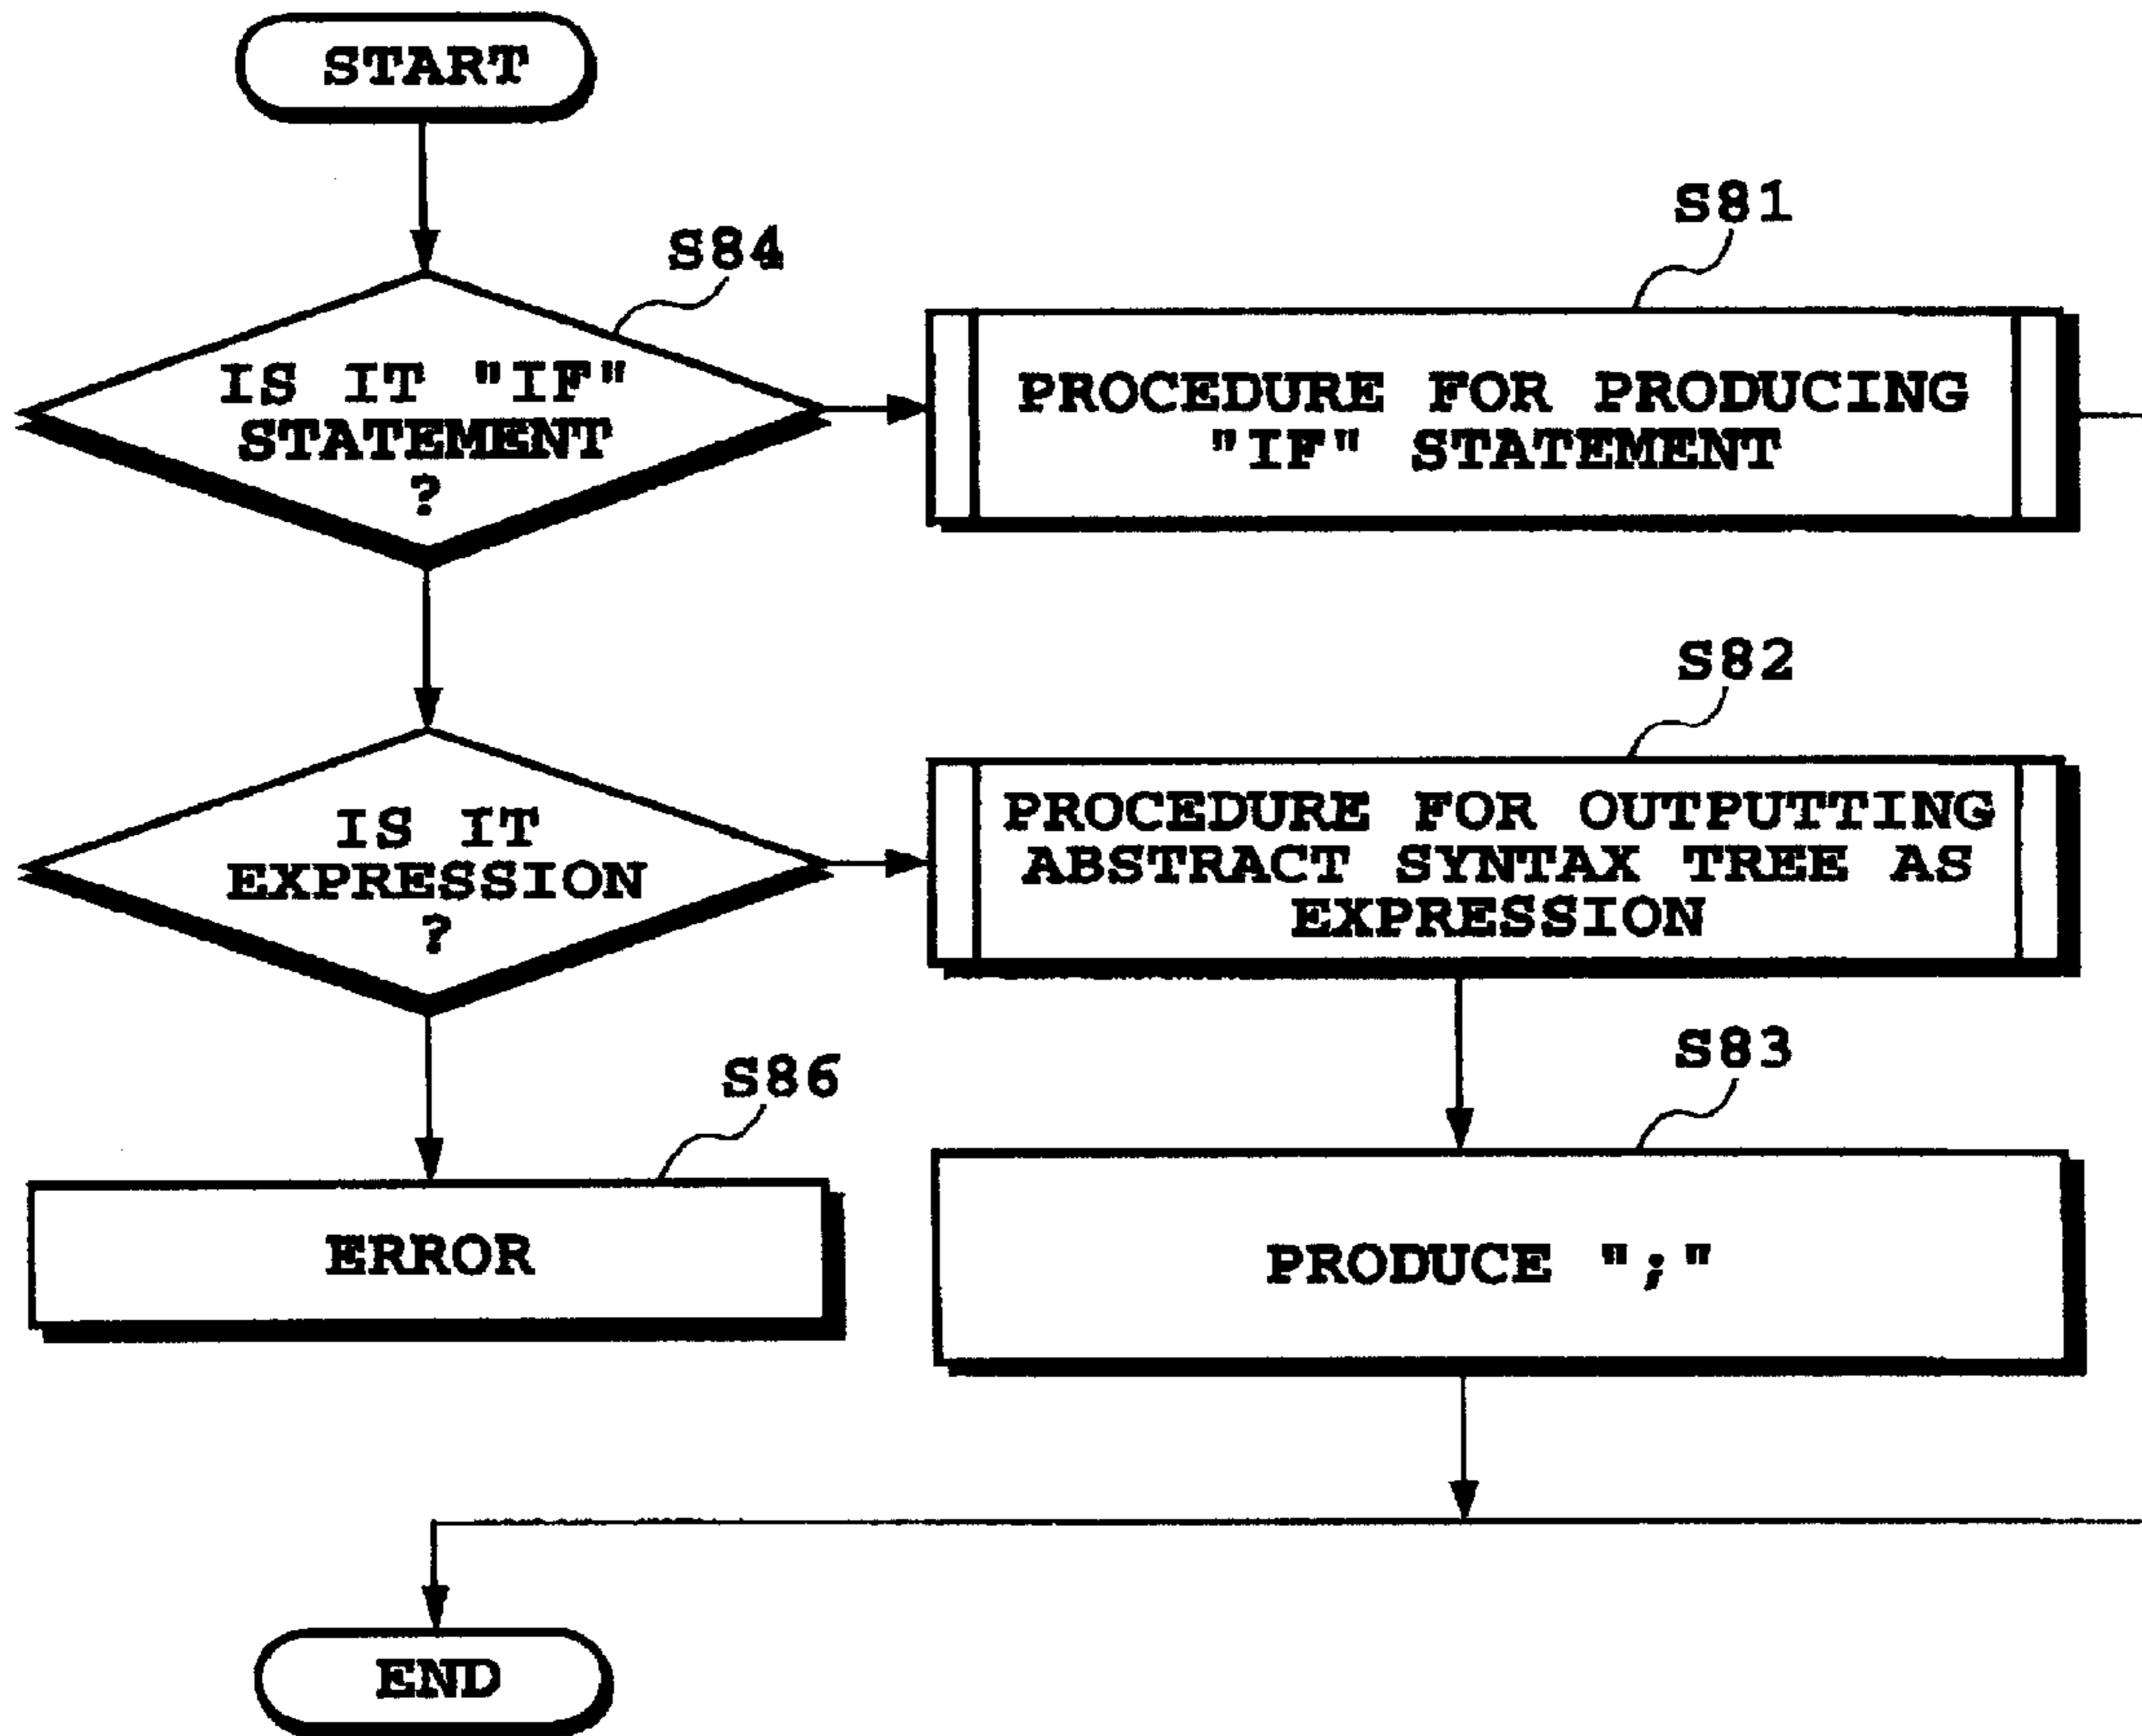 START
S84
IS IT "IF"
STATEMENT
?
S81
PROCEDURE FOR PRODUCING
"IF" STATEMENT
IS IT
EXPRESSION
?
S82
PROCEDURE FOR OUTPUTTING
ABSTRACT SYNTAX TREE AS
EXPRESSION
S86
ERROR
S83
PRODUCE ";"
END